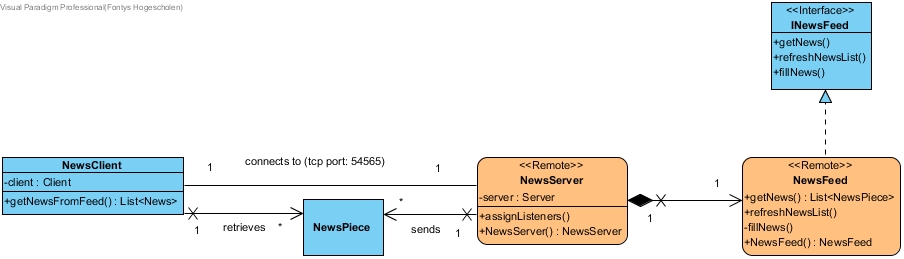 Visual Paradigm Professional(Fontys Hogescholen)
<<Interface>>
INewsFeed
+getNews()
+refreshNewsList()
+fillNews()
NewsClient
-client : Client
+getNewsFromFeed() : List<News>
1
connects to (tcp port: 54565)
1
1
retrieves
*
NewsPiece
*
sends
1
<<Remote>>
NewsServer
-server : Server
+assignListeners()
+NewsServer() : NewsServer
1
1
<<Remote>>
NewsFeed
+getNews() : List<NewsPiece>
+refreshNewsList()
-fillNews()
+NewsFeed() : NewsFeed